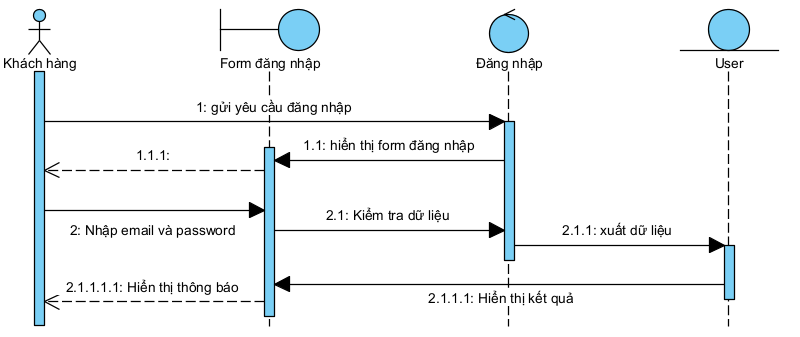 Khách hàng
Form đăng nhập
Đăng nhập
User
1: gửi yêu cầu đăng nhập
1.1: hiển thị form đăng nhập
1.1.1:
2: Nhập email và password
2.1: Kiểm tra dữ liệu
2.1.1: xuất dữ liệu
2.1.1.1: Hiển thị kết quả
2.1.1.1.1: Hiển thị thông báo